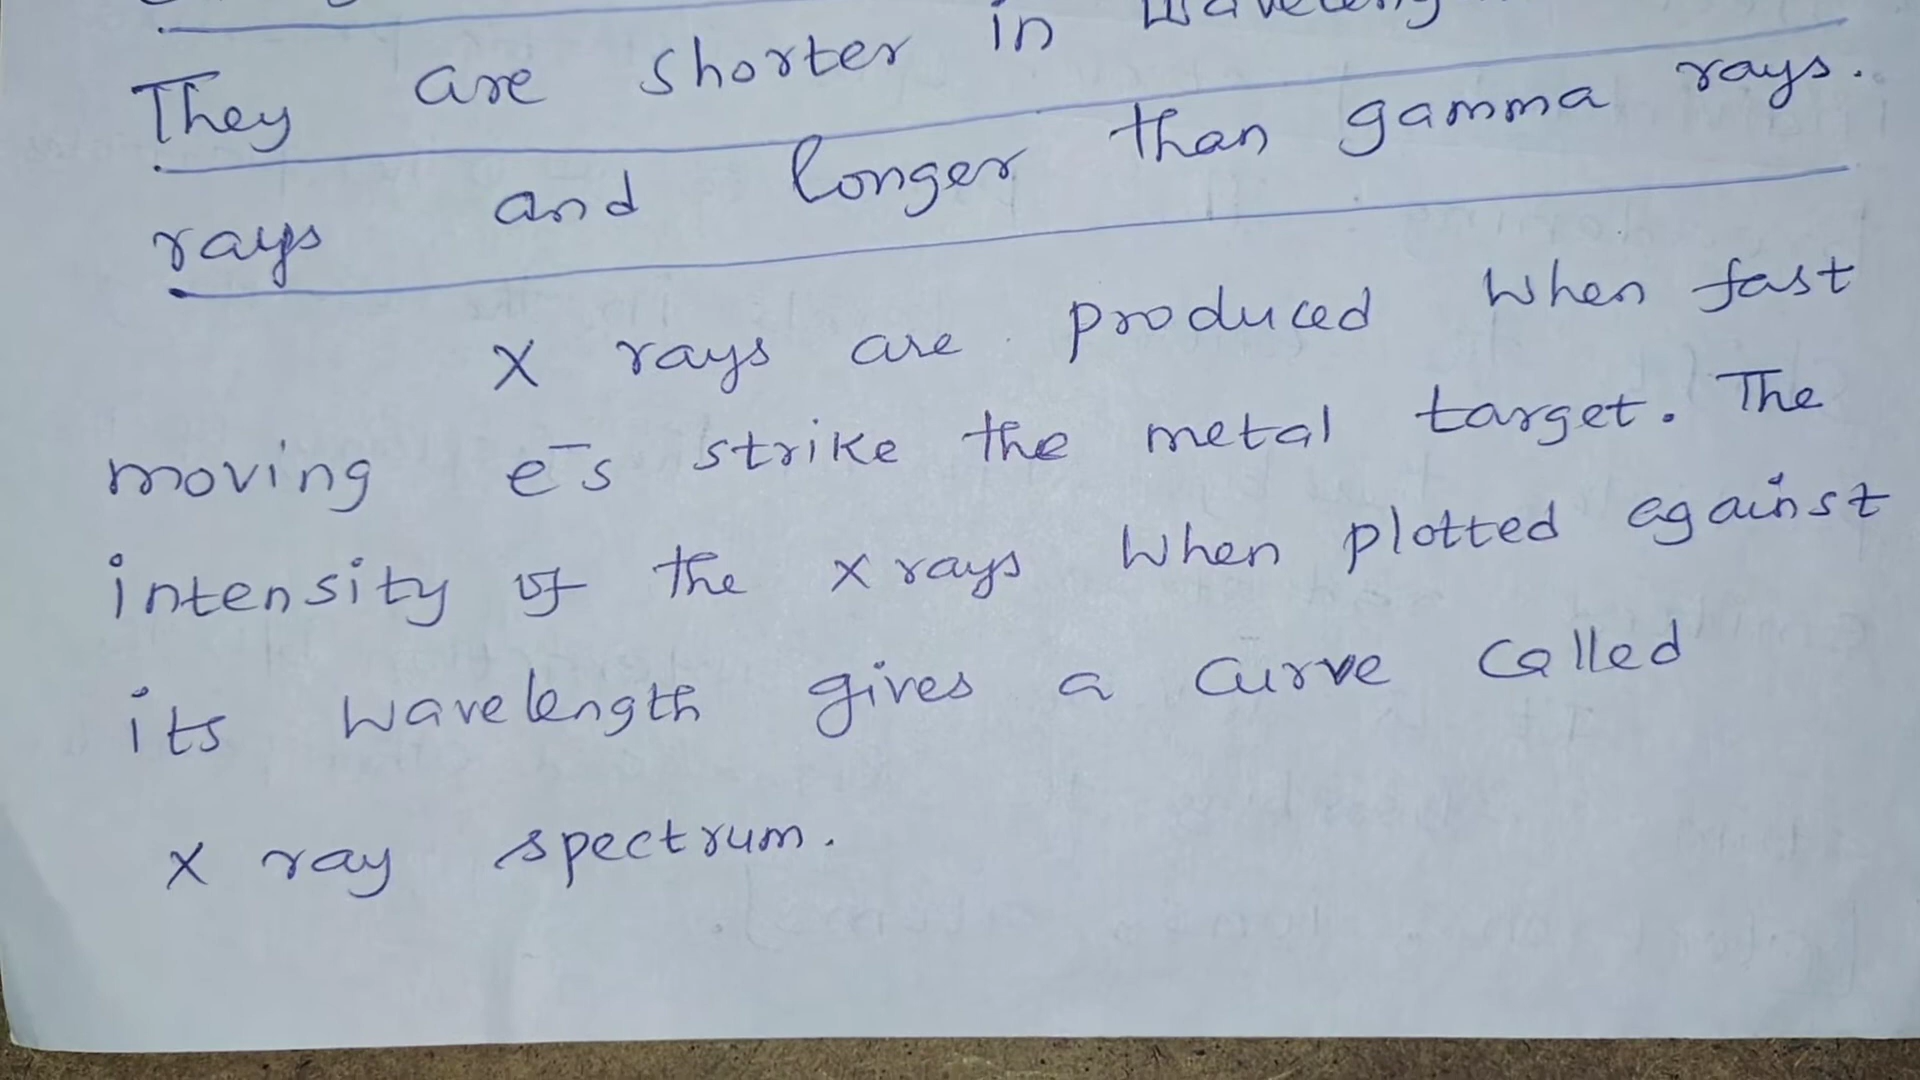 They are shorter in
rays and longer than gamma rays.
X rays are produced when fast
moving e⁻s strike the metal target. The
intensity of the x rays when plotted against
its wavelength gives a curve called
X ray spectrum.